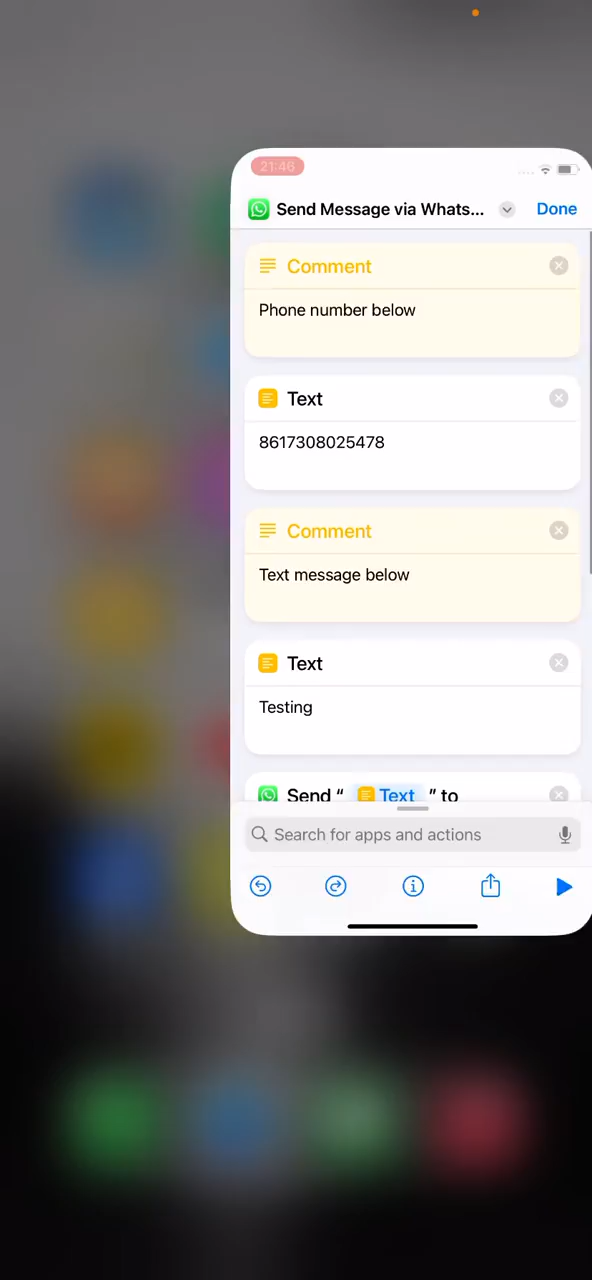 21:46
Send Message via Whats...
Done
Comment
Phone number below
Text
8617308025478
Comment
Text message below
Text
Testing
Send “ Text ” to
Search for apps and actions